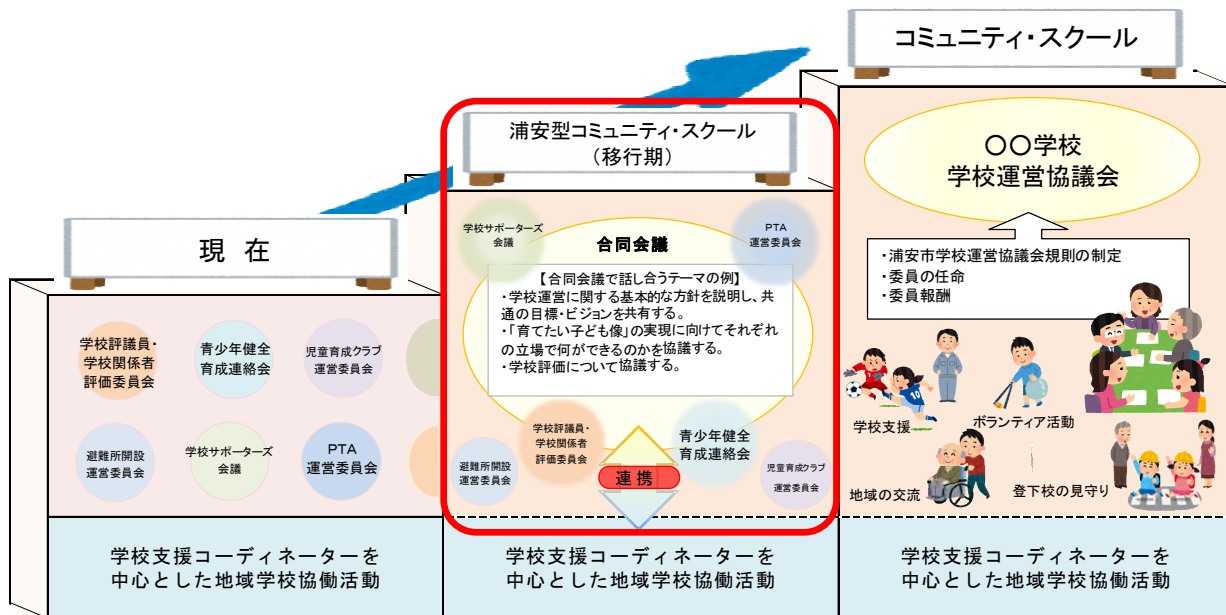 コミュニティ・スクール
〇〇学校
学校運営協議会
・浦安市学校運営協議会規則の制定
・委員の任命
・委員報酬
学校支援
ボランティア活動
地域の交流
登下校の見守り
学校支援コーディネーターを
中心とした地域学校協働活動
浦安型コミュニティ・スクール
（移行期）
学校サポーターズ
会議
合同会議
PTA
運営委員会
【合同会議で話し合うテーマの例】
・学校運営に関する基本的な方針を説明し、共
通の目標・ビジョンを共有する。
・「育てたい子ども像」の実現に向けてそれぞれ
の立場で何ができるのかを協議する。
・学校評価について協議する。
学校評議員・
学校関係者
評価委員会
青少年健全
育成連絡会
避難所開設
運営委員会
連携
児童育成クラブ
運営委員会
学校支援コーディネーターを
中心とした地域学校協働活動
現在
学校評議員・
学校関係者
評価委員会
青少年健全
育成連絡会
児童育成クラブ
運営委員会
避難所開設
運営委員会
学校サポーターズ
会議
PTA
運営委員会
学校支援コーディネーターを
中心とした地域学校協働活動